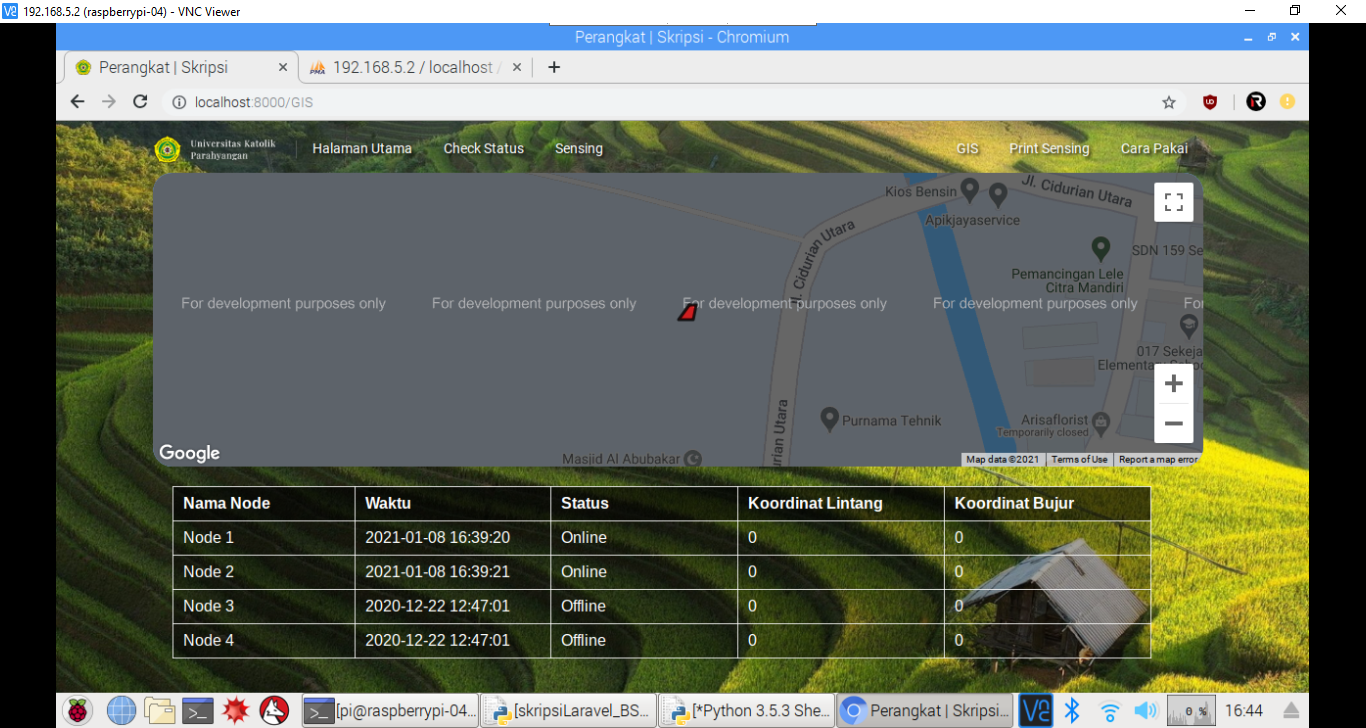 192.168.5.2 (raspberrypi-04) - VNC Viewer
Perangkat | Skripsi - Chromium
Perangkat | Skripsi
192.168.5.2 / localhost /
localhost:8000/GIS
Universitas Katolik
Parahyangan
Halaman Utama
Check Status
Sensing
GIS
Print Sensing
Cara Pakai
Kios Bensin
Jl. Cidurian Utara
Apikjayaservice
Jl. Cidurian Utara
SDN 159 Se
Pemancingan Lele
Citra Mandiri
For development purposes only
For development purposes only
For development purposes only
For development purposes only
For
017 Sekeja
Elementary Schoo
Purnama Tehnik
Arisaflorist
Temporarily closed
rian Utara
Masjid Al Abubakar
Google
Map data ©2021
Terms of Use
Report a map error
Nama Node Waktu Status Koordinat Lintang Koordinat Bujur
Node 1 2021-01-08 16:39:20 Online 0 0
Node 2 2021-01-08 16:39:21 Online 0 0
Node 3 2020-12-22 12:47:01 Offline 0 0
Node 4 2020-12-22 12:47:01 Offline 0 0
[pi@raspberrypi-04...
[skripsiLaravel_BS...
[*Python 3.5.3 She...
Perangkat | Skripsi...
0 %
16:44